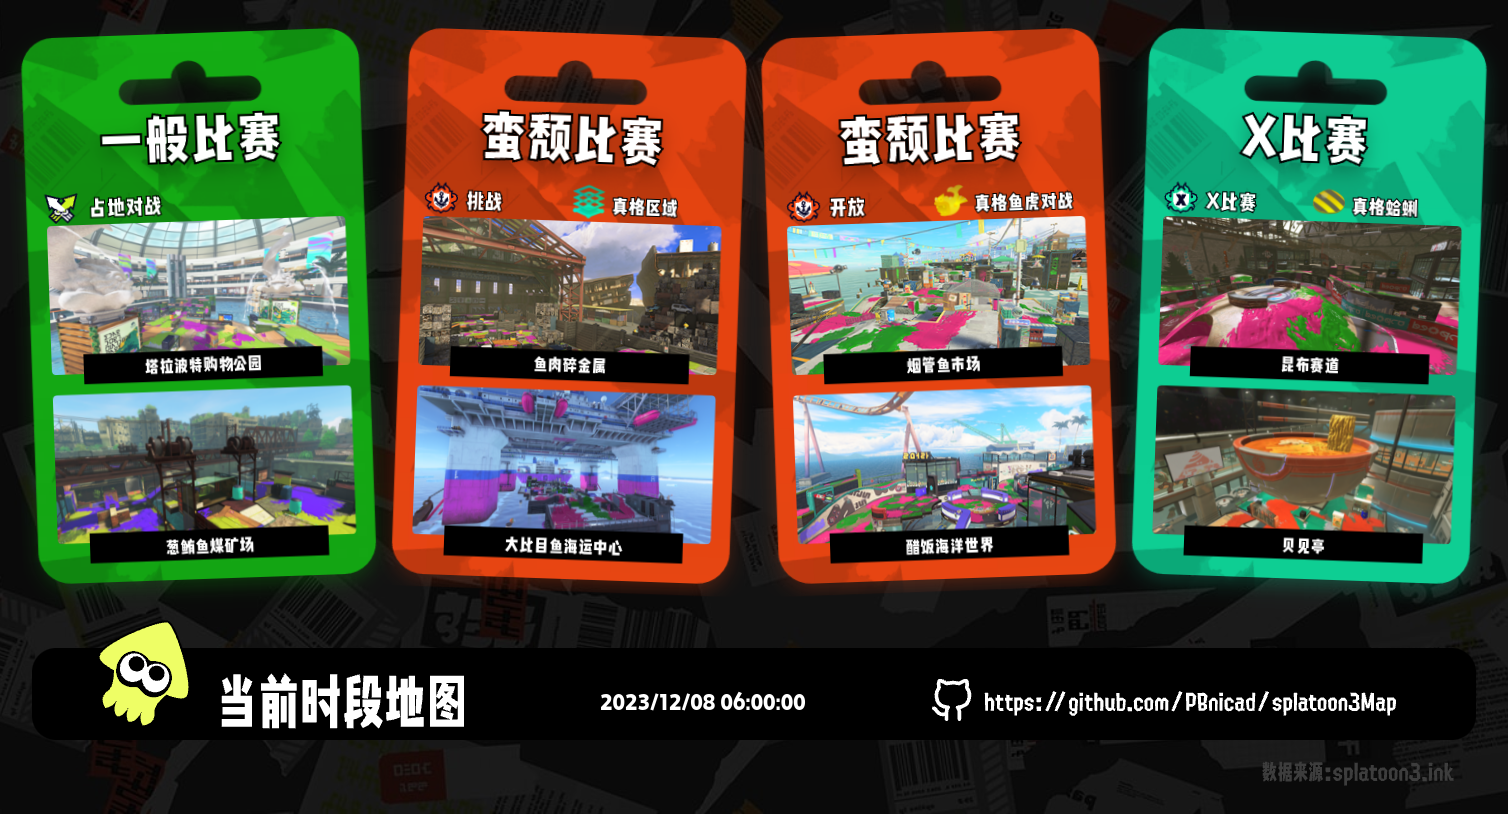 一般比赛
占地对战
塔拉波特购物公园
葱鲔鱼煤矿场
蛮颓比赛
挑战
真格区域
鱼肉碎金属
大比目鱼海运中心
蛮颓比赛
开放
真格鱼虎对战
烟管鱼市场
醋饭海洋世界
X比赛
X比赛
真格蛤蜊
昆布赛道
贝见亭
当前时段地图
2023/12/08 06:00:00
https://github.com/PBnicad/splatoon3Map
数据来源:splatoon3.ink